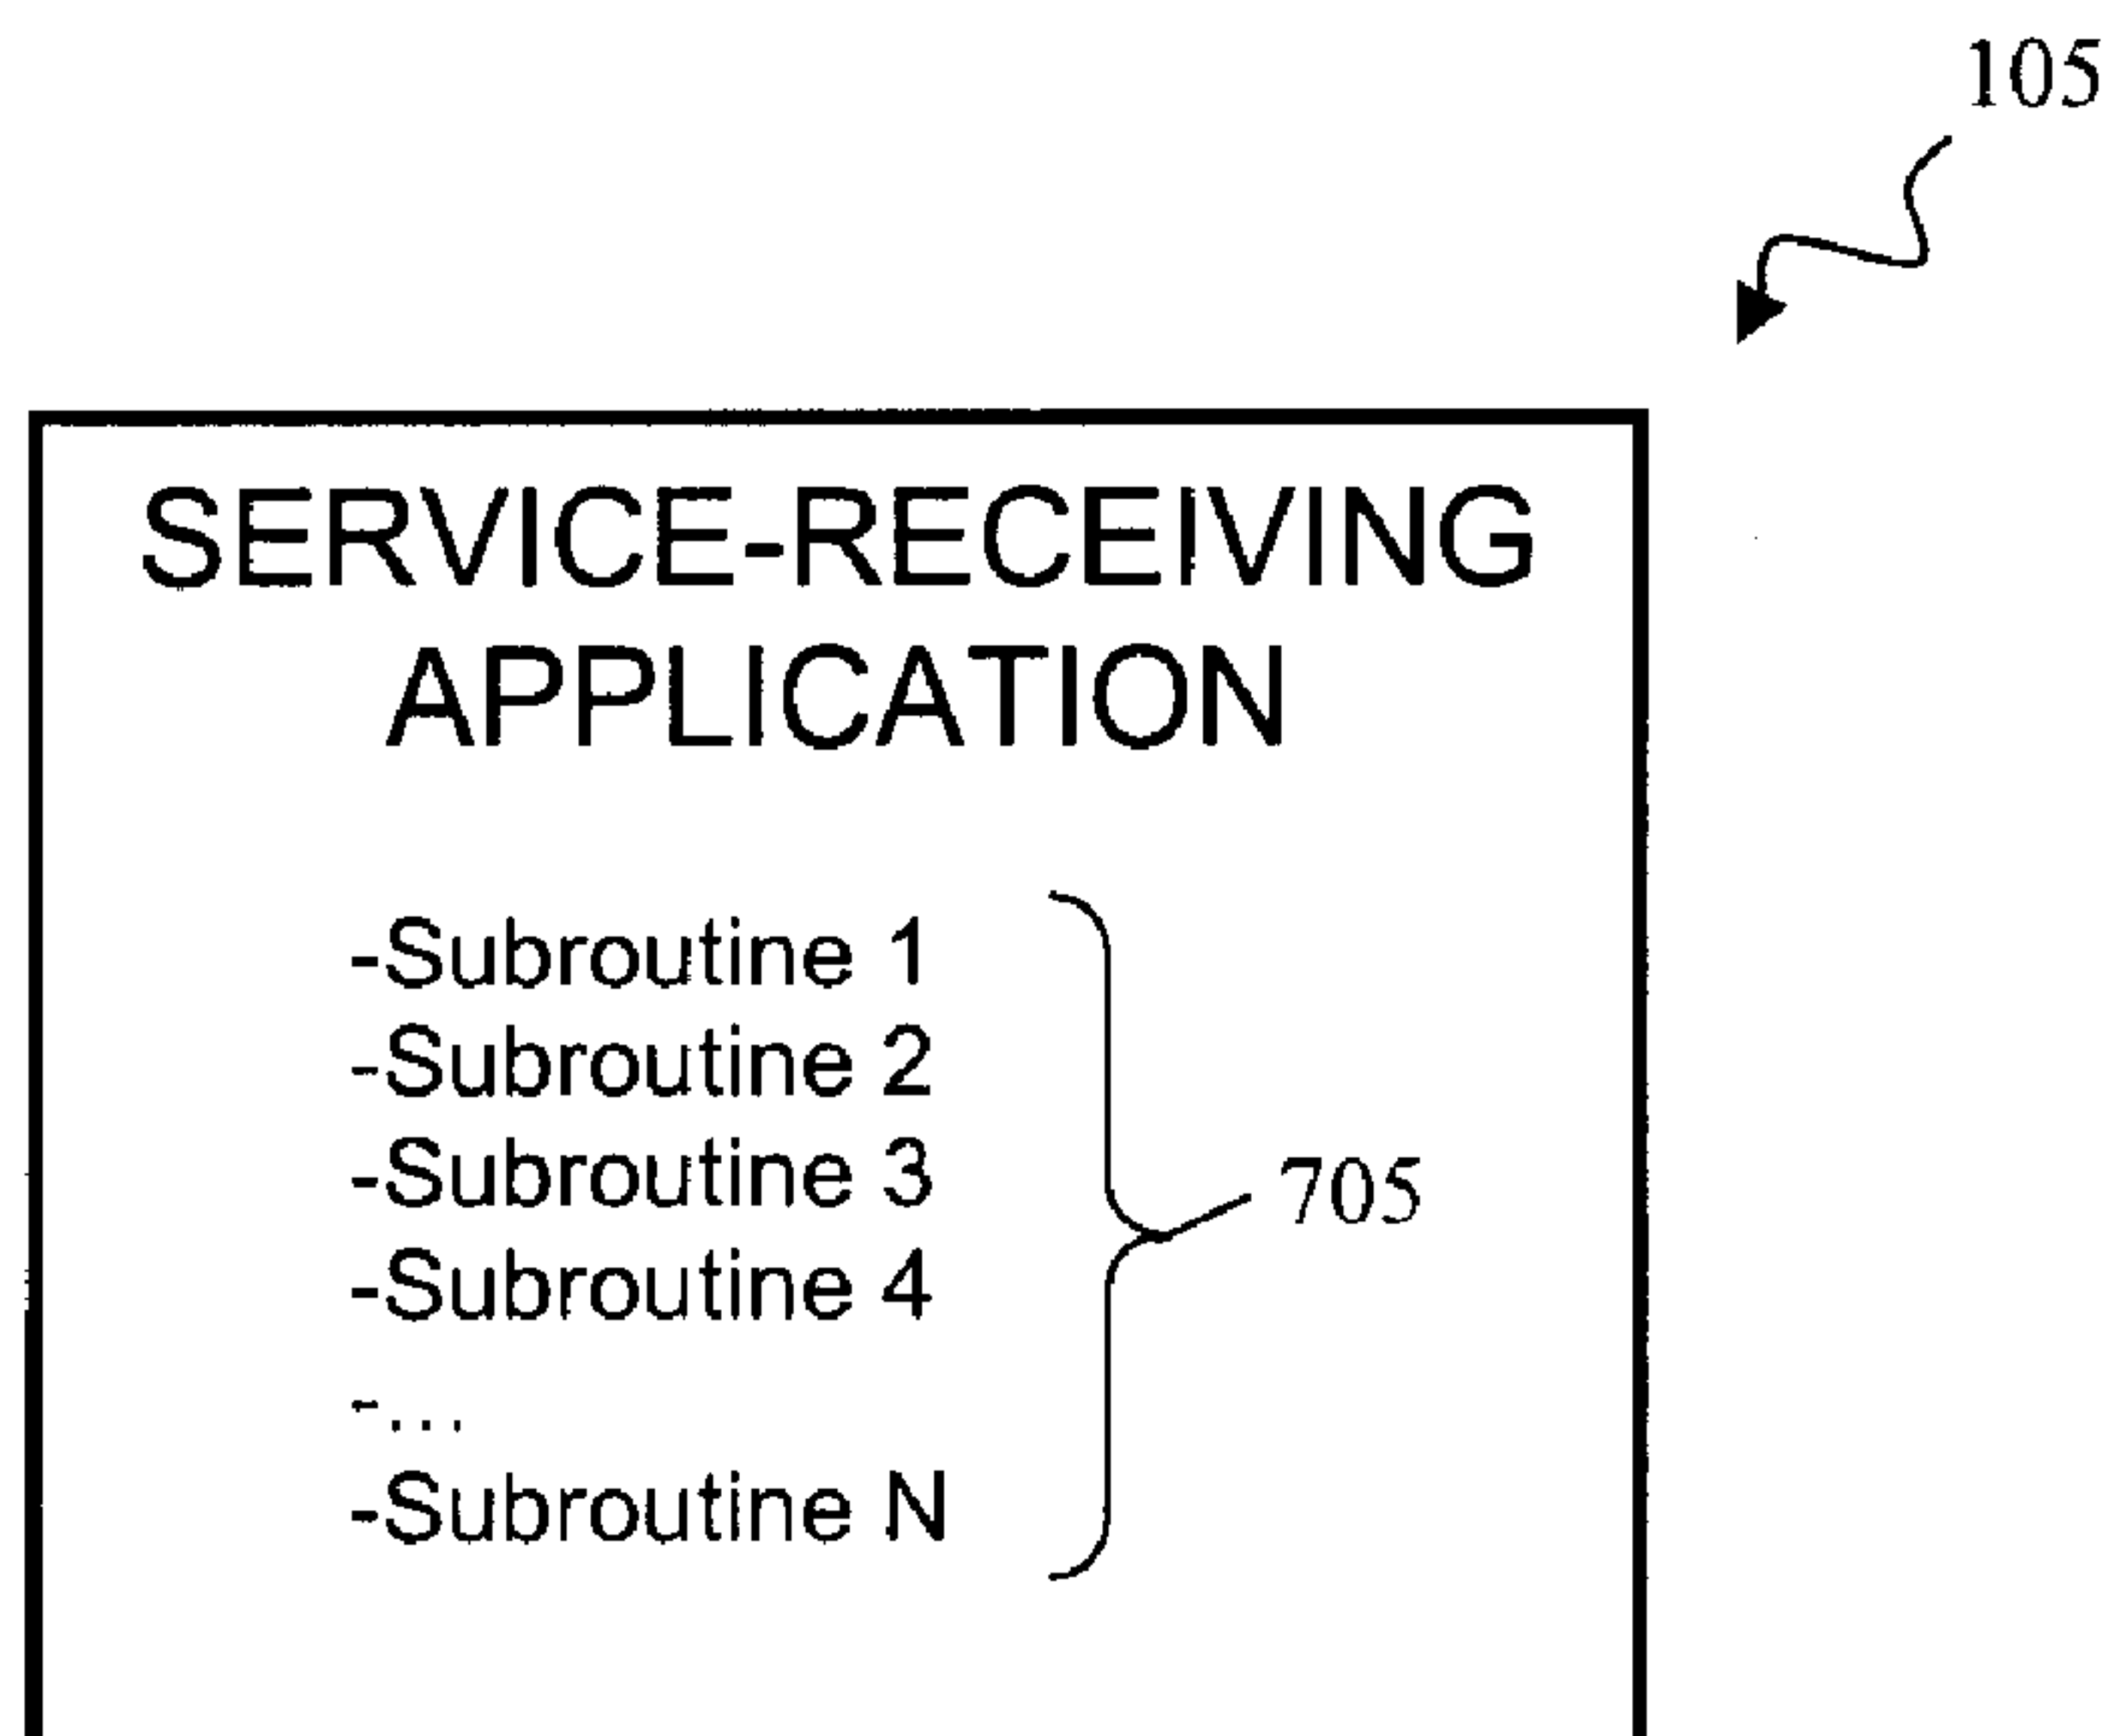 105
SERVICE-RECEIVING
APPLICATION
-Subroutine 1
-Subroutine 2
-Subroutine 3
705
-Subroutine 4
-...
-Subroutine N